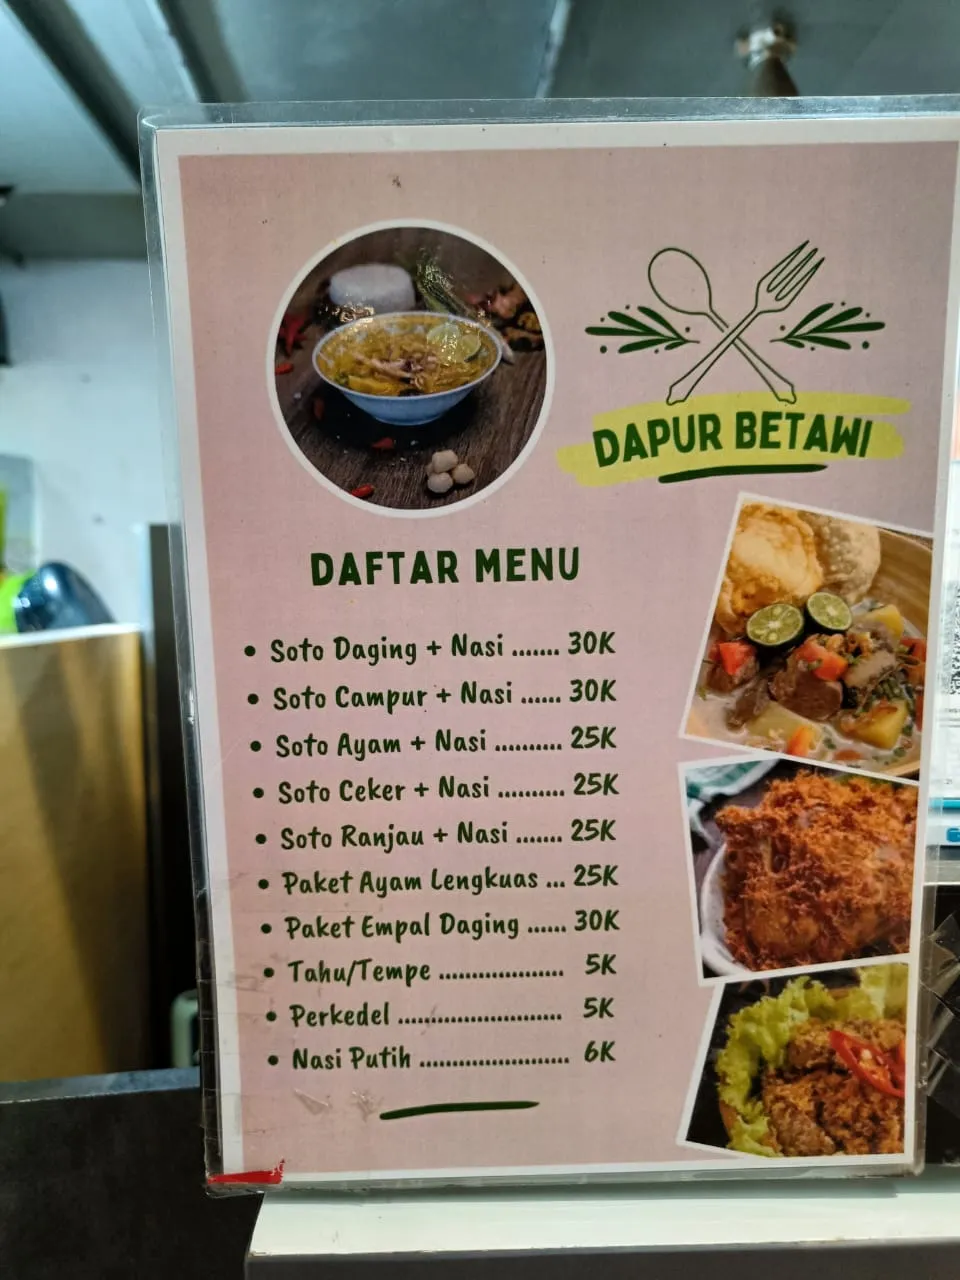 DAPUR BETAWI
DAFTAR MENU
• Soto Daging + Nasi ....... 30K
• Soto Campur + Nasi ...... 30K
• Soto Ayam + Nasi .......... 25K
• Soto Ceker + Nasi .......... 25K
• Soto Ranjau + Nasi ....... 25K
• Paket Ayam Lengkuas ... 25K
• Paket Empal Daging ...... 30K
• Tahu/Tempe ...................... 5K
• Perkedel ............................. 5K
• Nasi Putih .......................... 6K